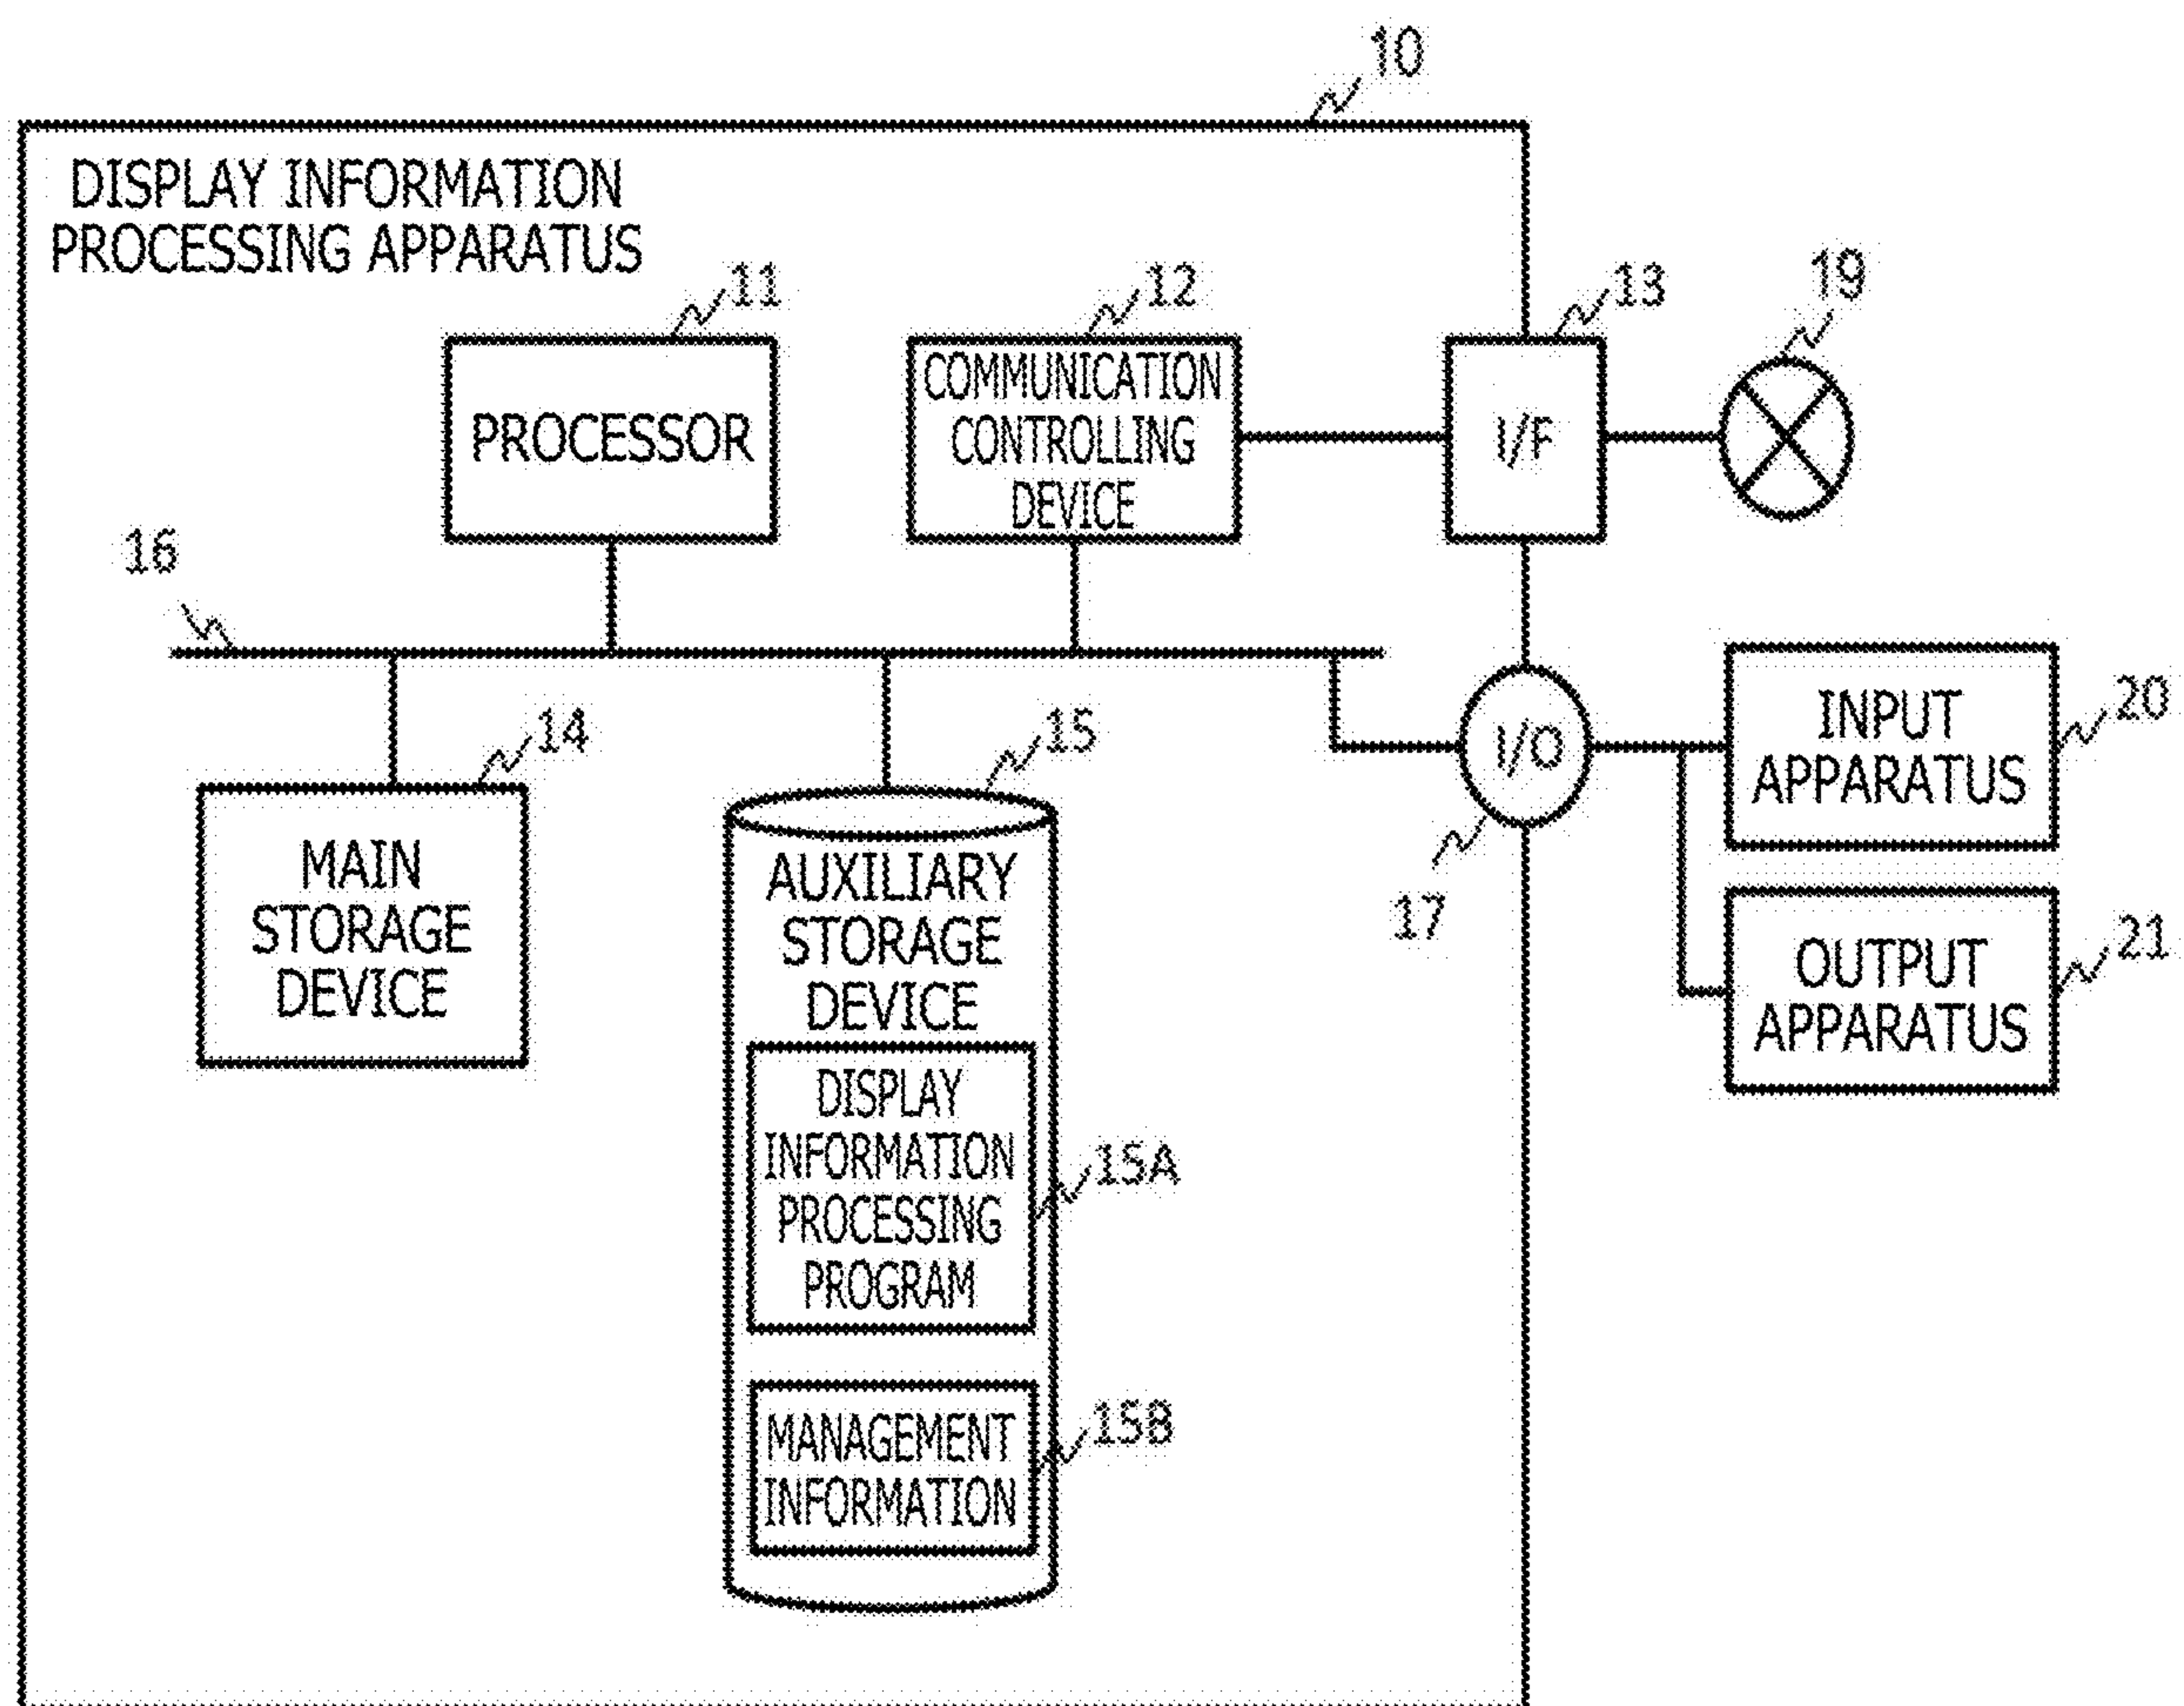 10
DISPLAY INFORMATION
PROCESSING APPARATUS
11
12
13
19
PROCESSOR
COMMUNICATION
CONTROLLING
DEVICE
I/F
16
14
15
I/O
17
INPUT
APPARATUS
20
MAIN
STORAGE
DEVICE
AUXILIARY
STORAGE
DEVICE
OUTPUT
APPARATUS
21
DISPLAY
INFORMATION
PROCESSING
PROGRAM
15A
MANAGEMENT
INFORMATION
15B